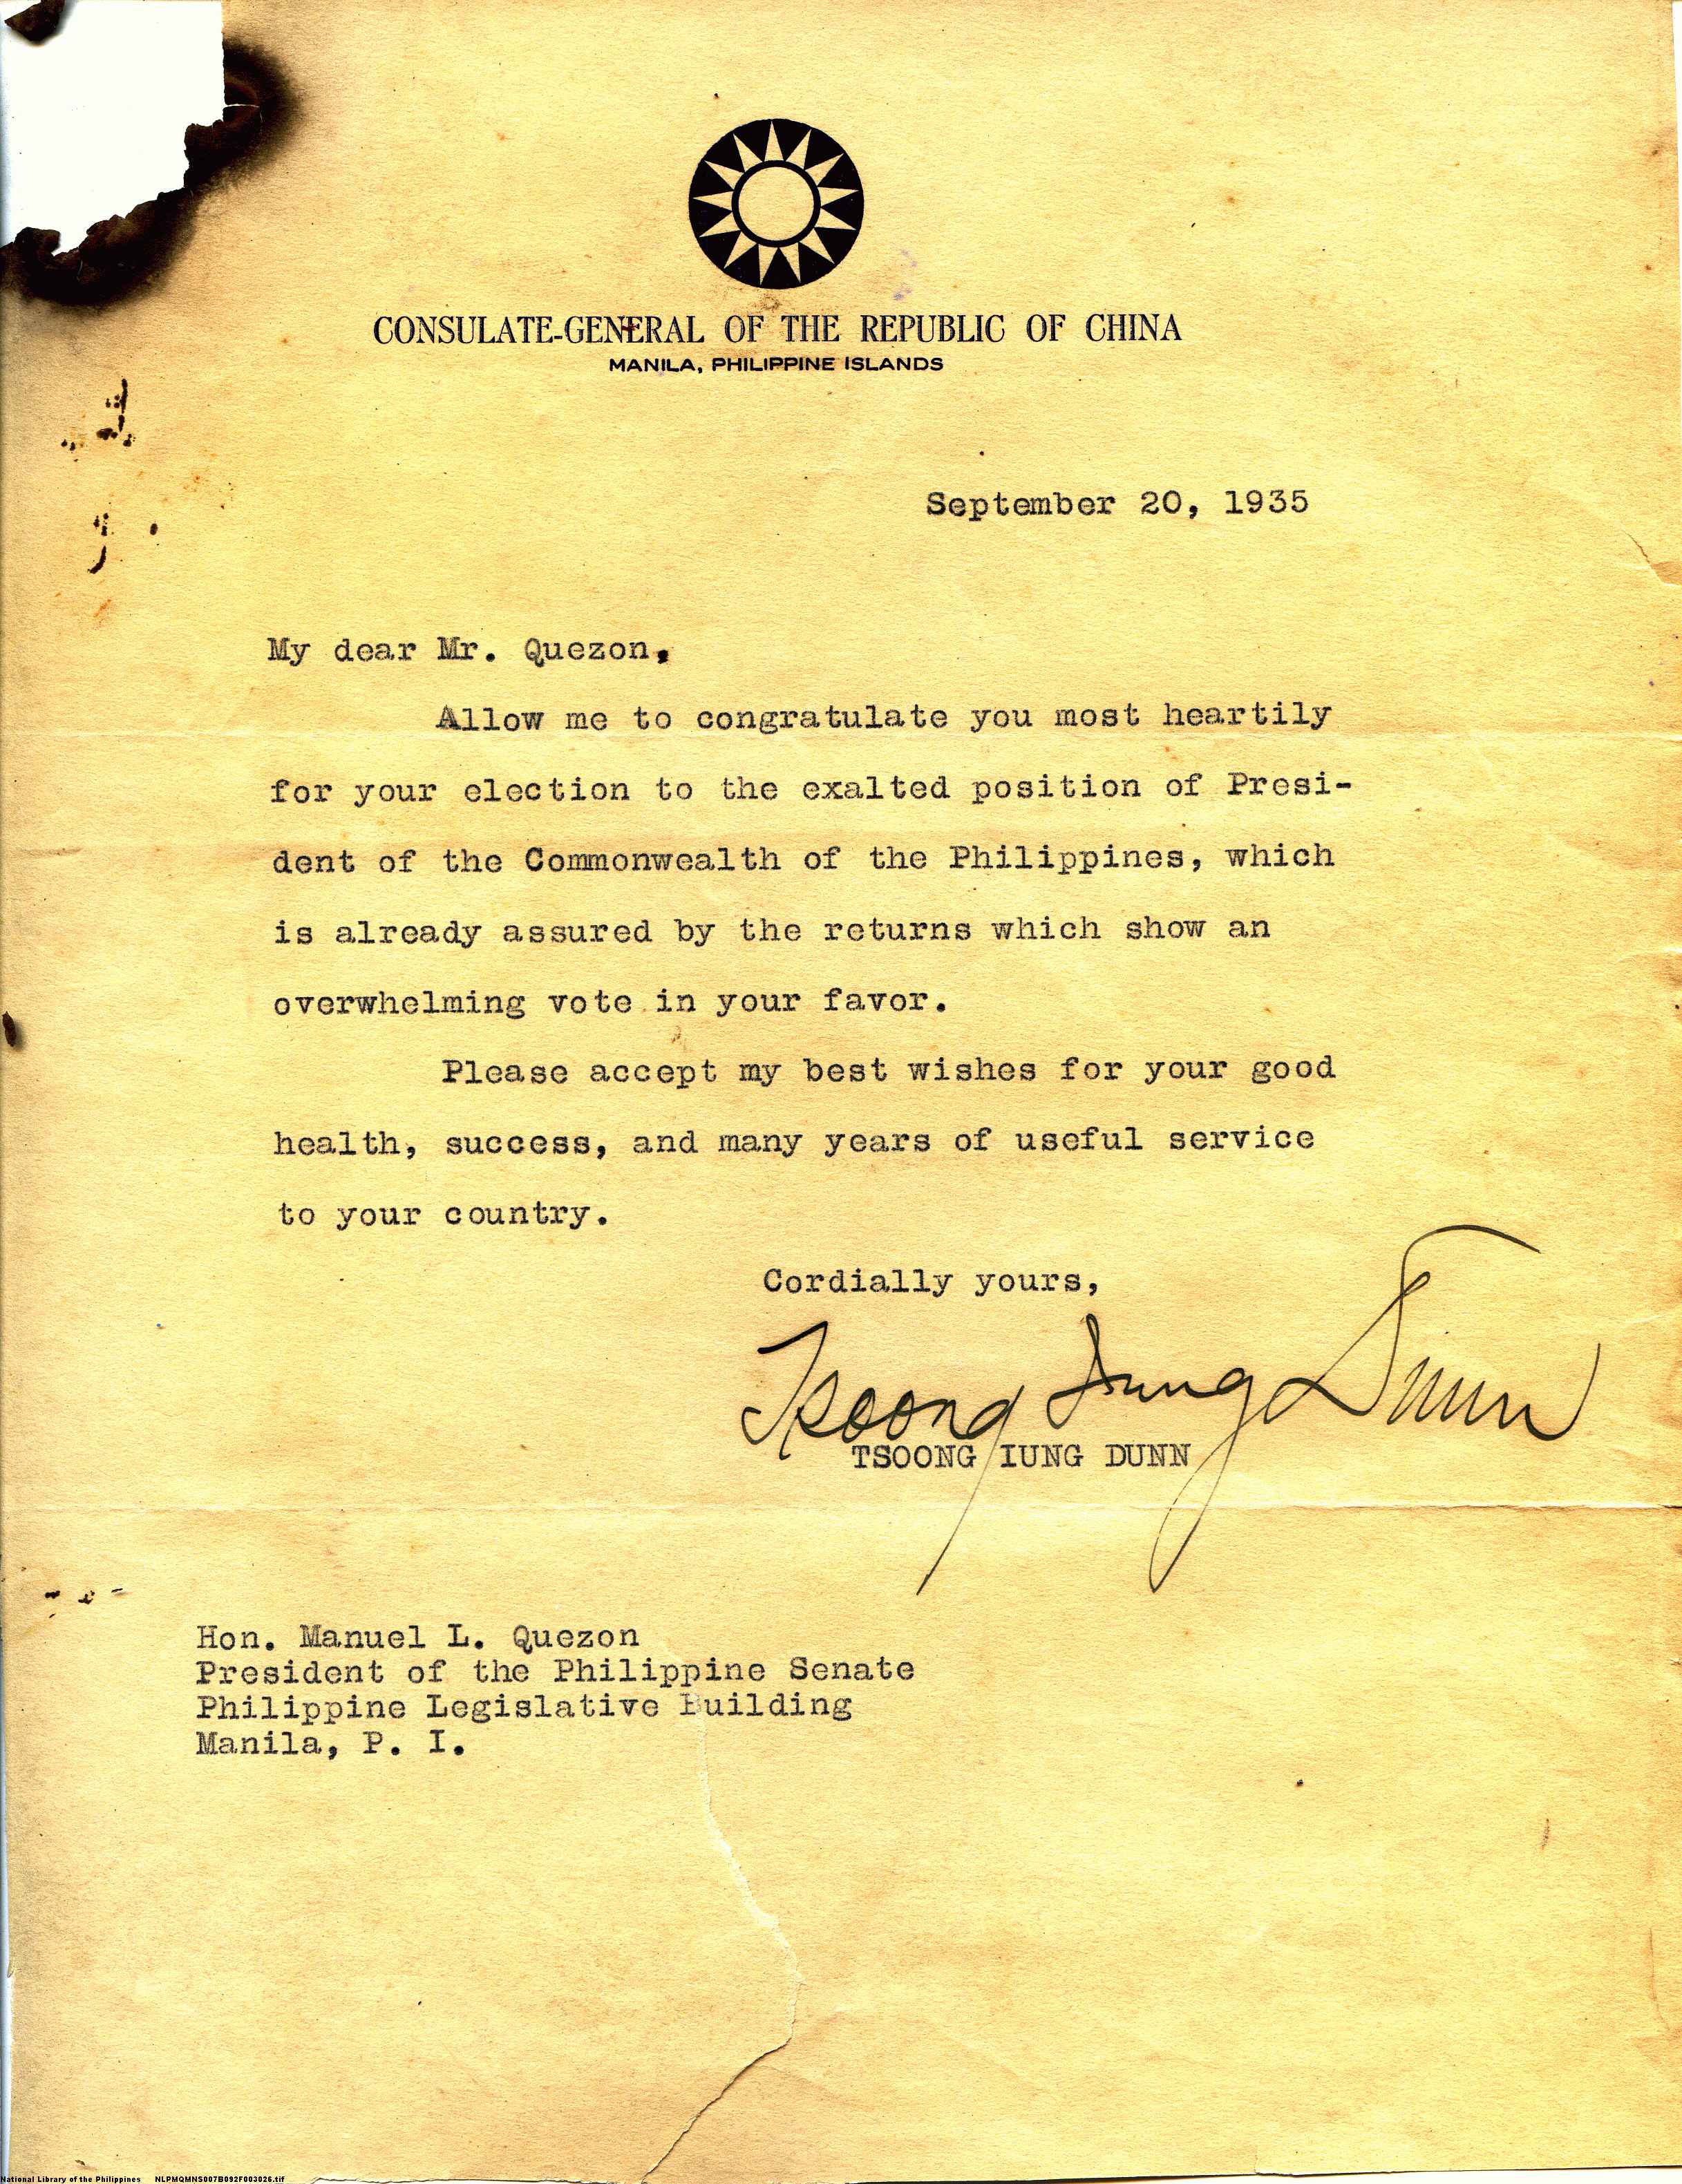 CONSULATE-GENERAL OF THE REPUBLIC OF CHINA
MANILA, PHILIPPINE ISLANDS
September 20, 1935
My dear Mr. Quezon,
Allow me to congratulate you most heartily
for your election to the exalted position of Presi-
dent of the Commonwealth of the Philippines, which
is already assured by the returns which show an
overwhelming vote in your favor.
Please accept my best wishes for your good
health, success, and many years of useful service
to your country.
Cordially yours,
Tsoong Iung Dunn
TSOONG IUNG DUNN
Hon. Manuel L. Quezon
President of the Philippine Senate
Philippine Legislative Building
Manila, P. I.
National Library of the Philippines NLPMQMNS007B092F003026.tif